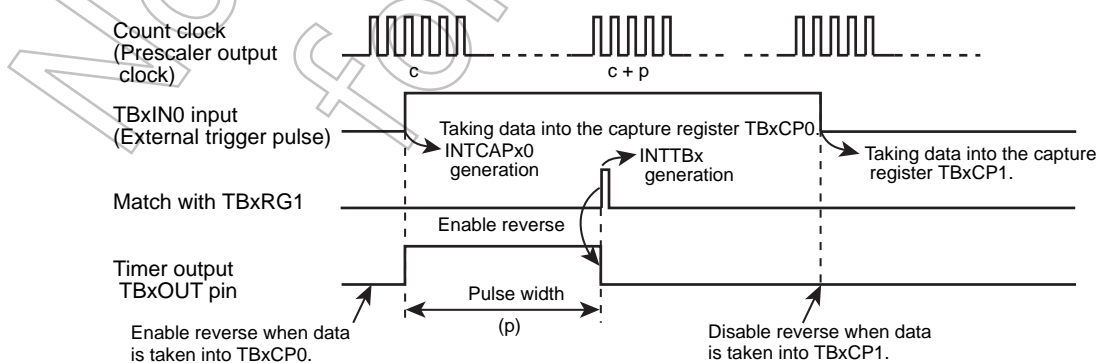 Count clock
(Prescaler output
clock)
c
c + p
TBxIN0 input
(External trigger pulse)
Taking data into the capture register TBxCP0.
INTCAPx0
generation
INTTBx
generation
Taking data into the capture
register TBxCP1.
Match with TBxRG1
Enable reverse
Timer output
TBxOUT pin
Pulse width
(p)
Enable reverse when data
is taken into TBxCP0.
Disable reverse when data
is taken into TBxCP1.